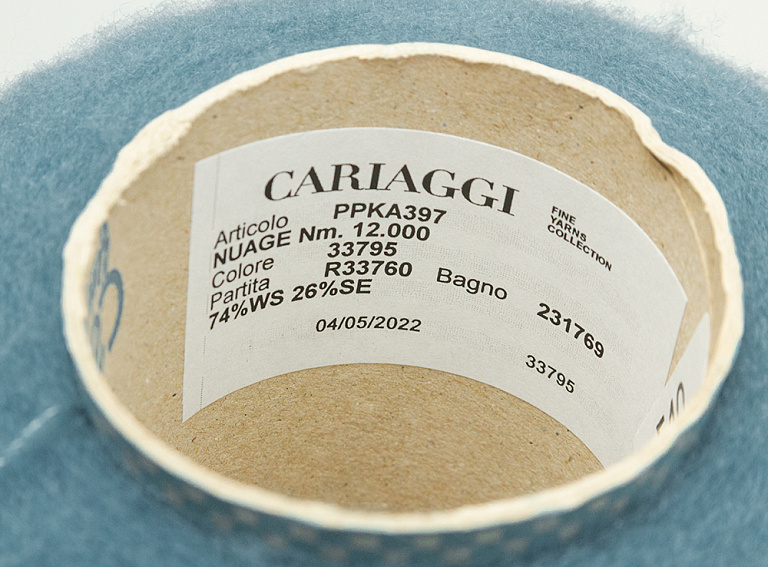 CARIAGGI
FINE
YARNS
COLLECTION
Articolo PPKA397
NUAGE Nm. 12.000
Colore 33795
Partita R33760 Bagno 231769
74%WS 26%SE
04/05/2022
33795